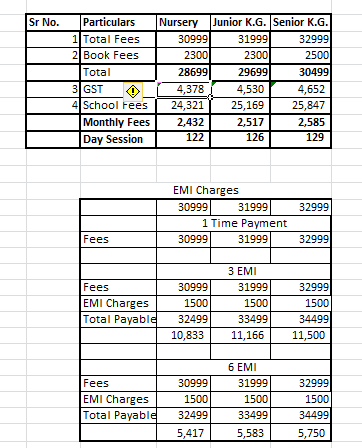 Sr No. Particulars Nursery Junior K.G. Senior K.G.
1 Total Fees 30999 31999 32999
2 Book Fees 2300 2300 2500
Total 28699 29699 30499
3 GST 4,378 4,530 4,652
4 School Fees 24,321 25,169 25,847
Monthly Fees 2,432 2,517 2,585
Day Session 122 126 129
EMI Charges
30999 31999 32999
1 Time Payment
Fees 30999 31999 32999
3 EMI
Fees 30999 31999 32999
EMI Charges 1500 1500 1500
Total Payable 32499 33499 34499
10,833 11,166 11,500
6 EMI
Fees 30999 31999 32999
EMI Charges 1500 1500 1500
Total Payable 32499 33499 34499
5,417 5,583 5,750